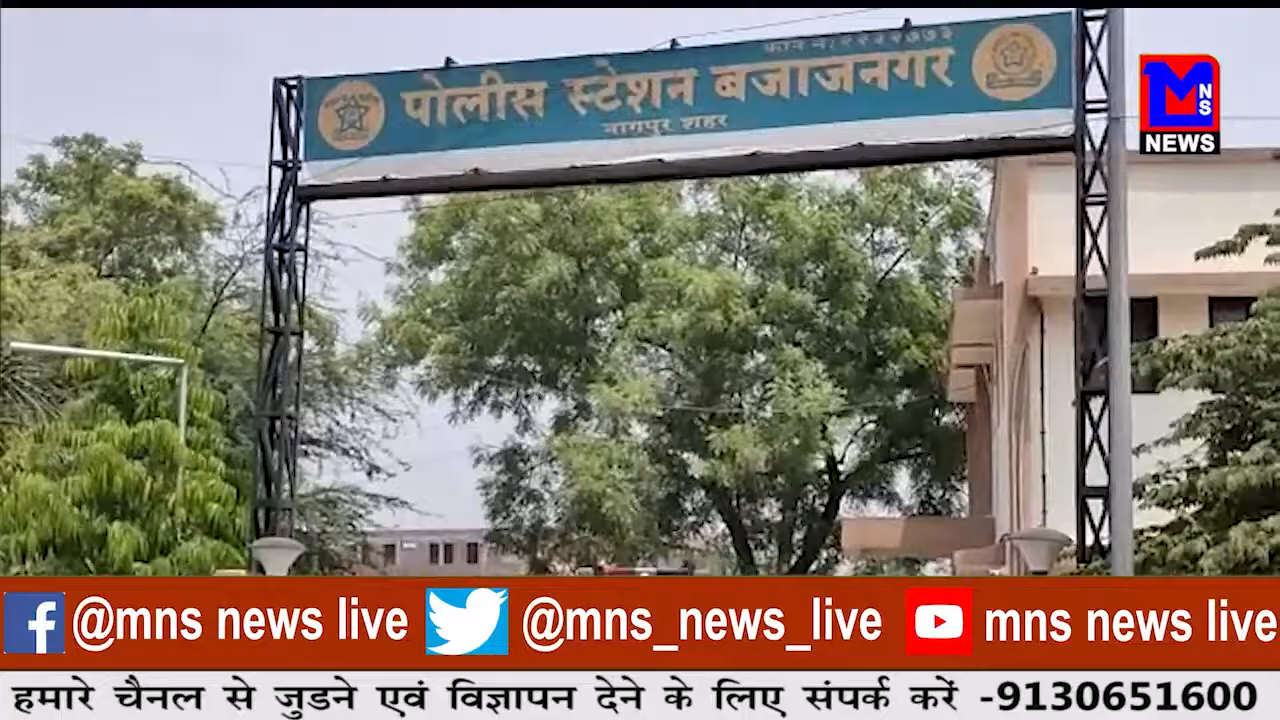 पोलीस स्टेशन बजाजनगर
नागपुर शहर
MNS
NEWS
@mns news live
@mns_news_live
mns news live
हमारे चैनल से जुडने एवं विज्ञापन देने के लिए संपर्क करें -9130651600